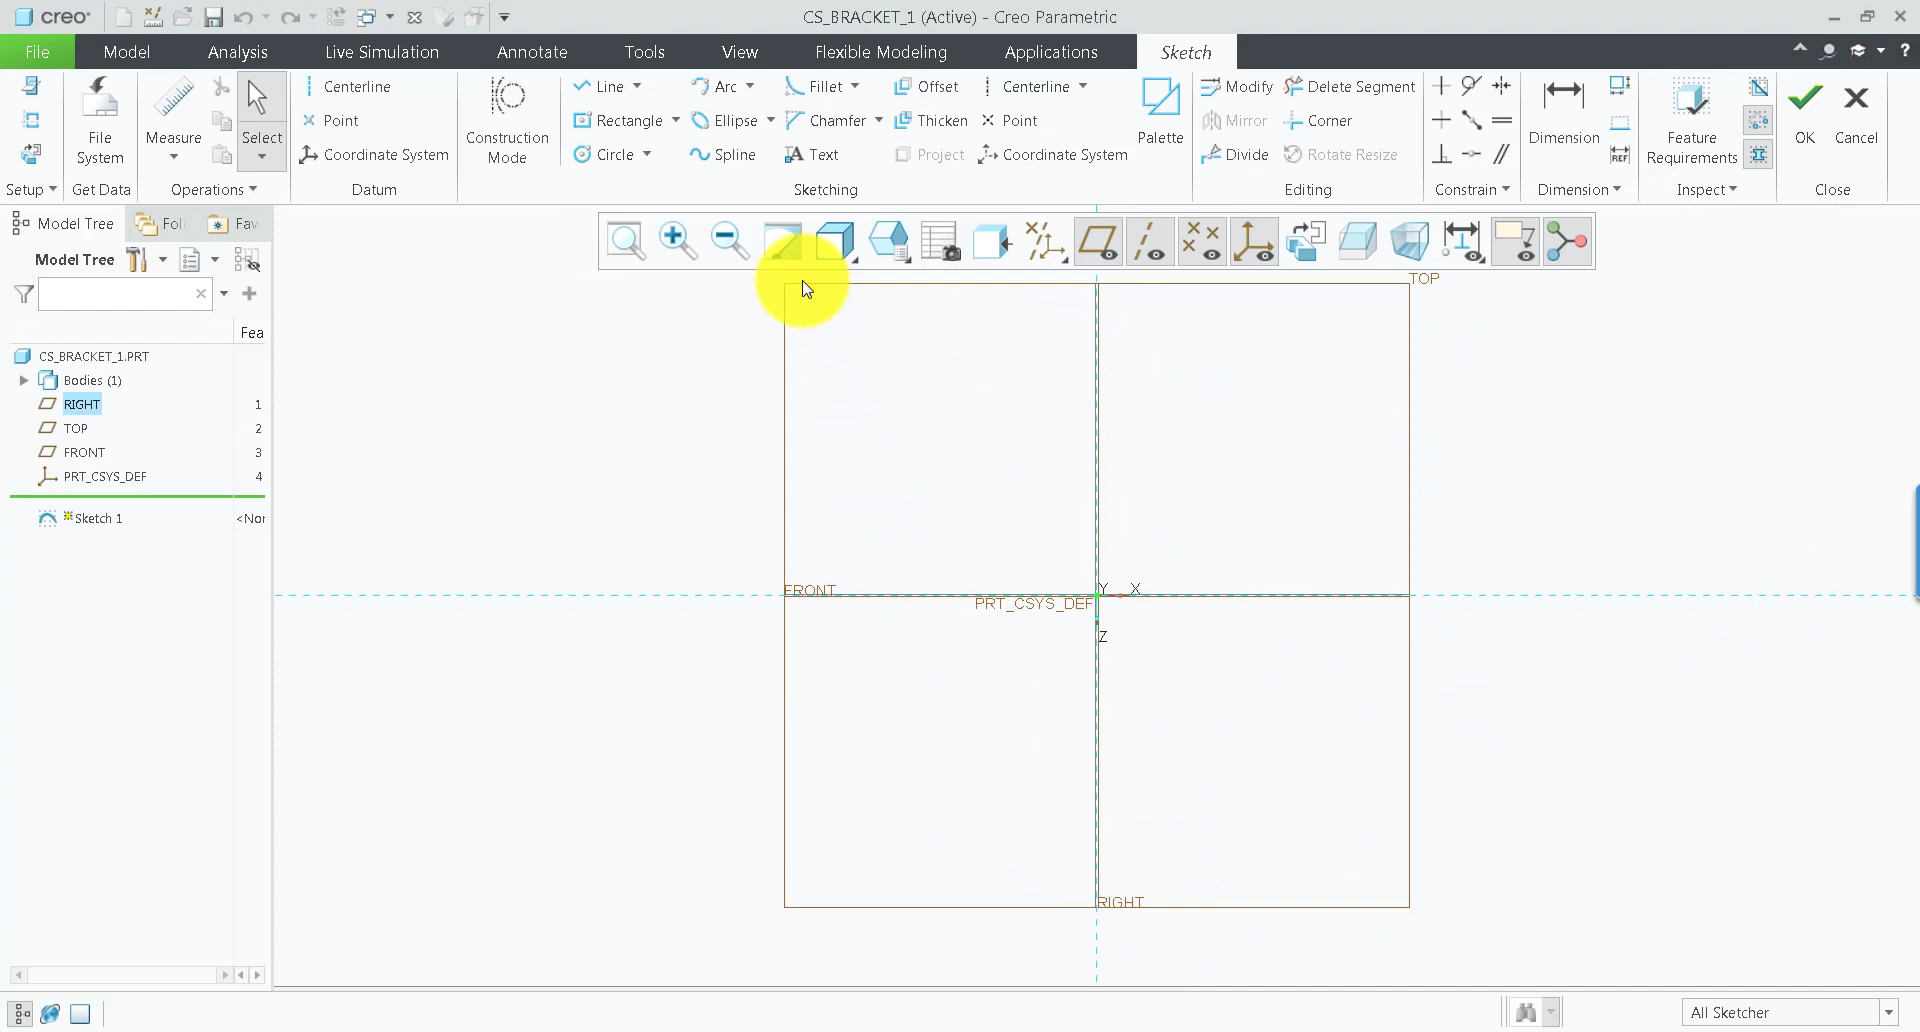 creo
CS_BRACKET_1 (Active) - Creo Parametric
File Model Analysis Live Simulation Annotate Tools View Flexible Modeling Applications Sketch
Setup
File System
Get Data
Measure
Select
Operations
Centerline
Point
Coordinate System
Datum
Construction Mode
Line Arc Fillet Offset Centerline
Rectangle Ellipse Chamfer Thicken Point
Circle Spline Text Project Coordinate System
Sketching
Palette
Modify Delete Segment
Mirror Corner
Divide Rotate Resize
Editing
Constrain
Dimension
REF
Dimension
Feature Requirements
Inspect
OK Cancel
Close
Model Tree Fol Fav
Model Tree
Fea
CS_BRACKET_1.PRT
Bodies (1)
RIGHT 1
TOP 2
FRONT 3
PRT_CSYS_DEF 4
Sketch 1 <Nor
TOP
FRONT
PRT_CSYS_DEF
Y X
Z
RIGHT
All Sketcher